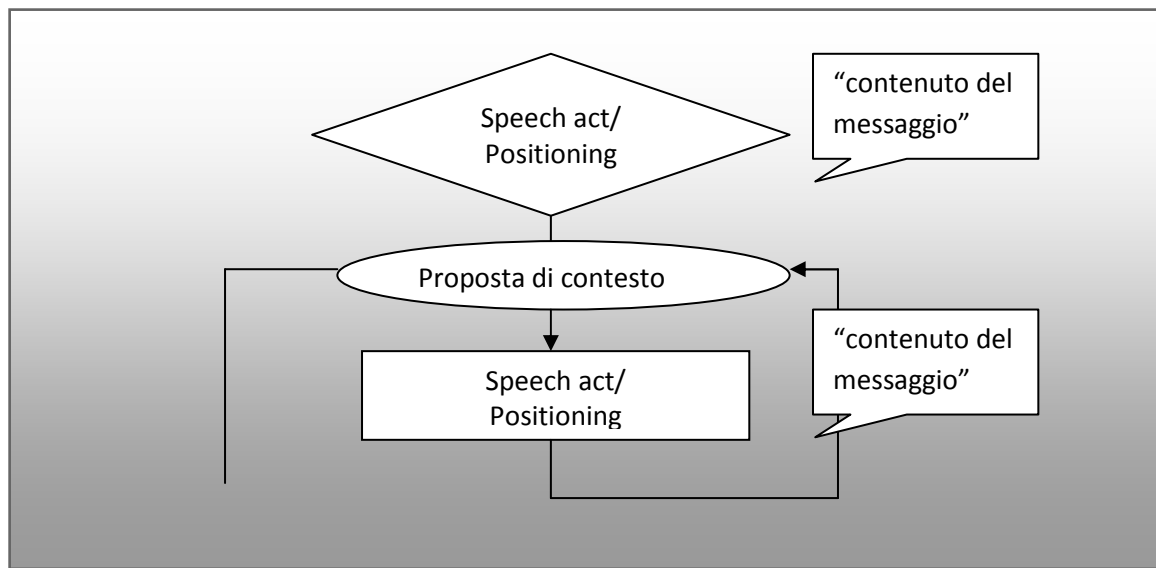 Speech act/
Positioning
“contenuto del
messaggio”
Proposta di contesto
“contenuto del
messaggio”
Speech act/
Positioning